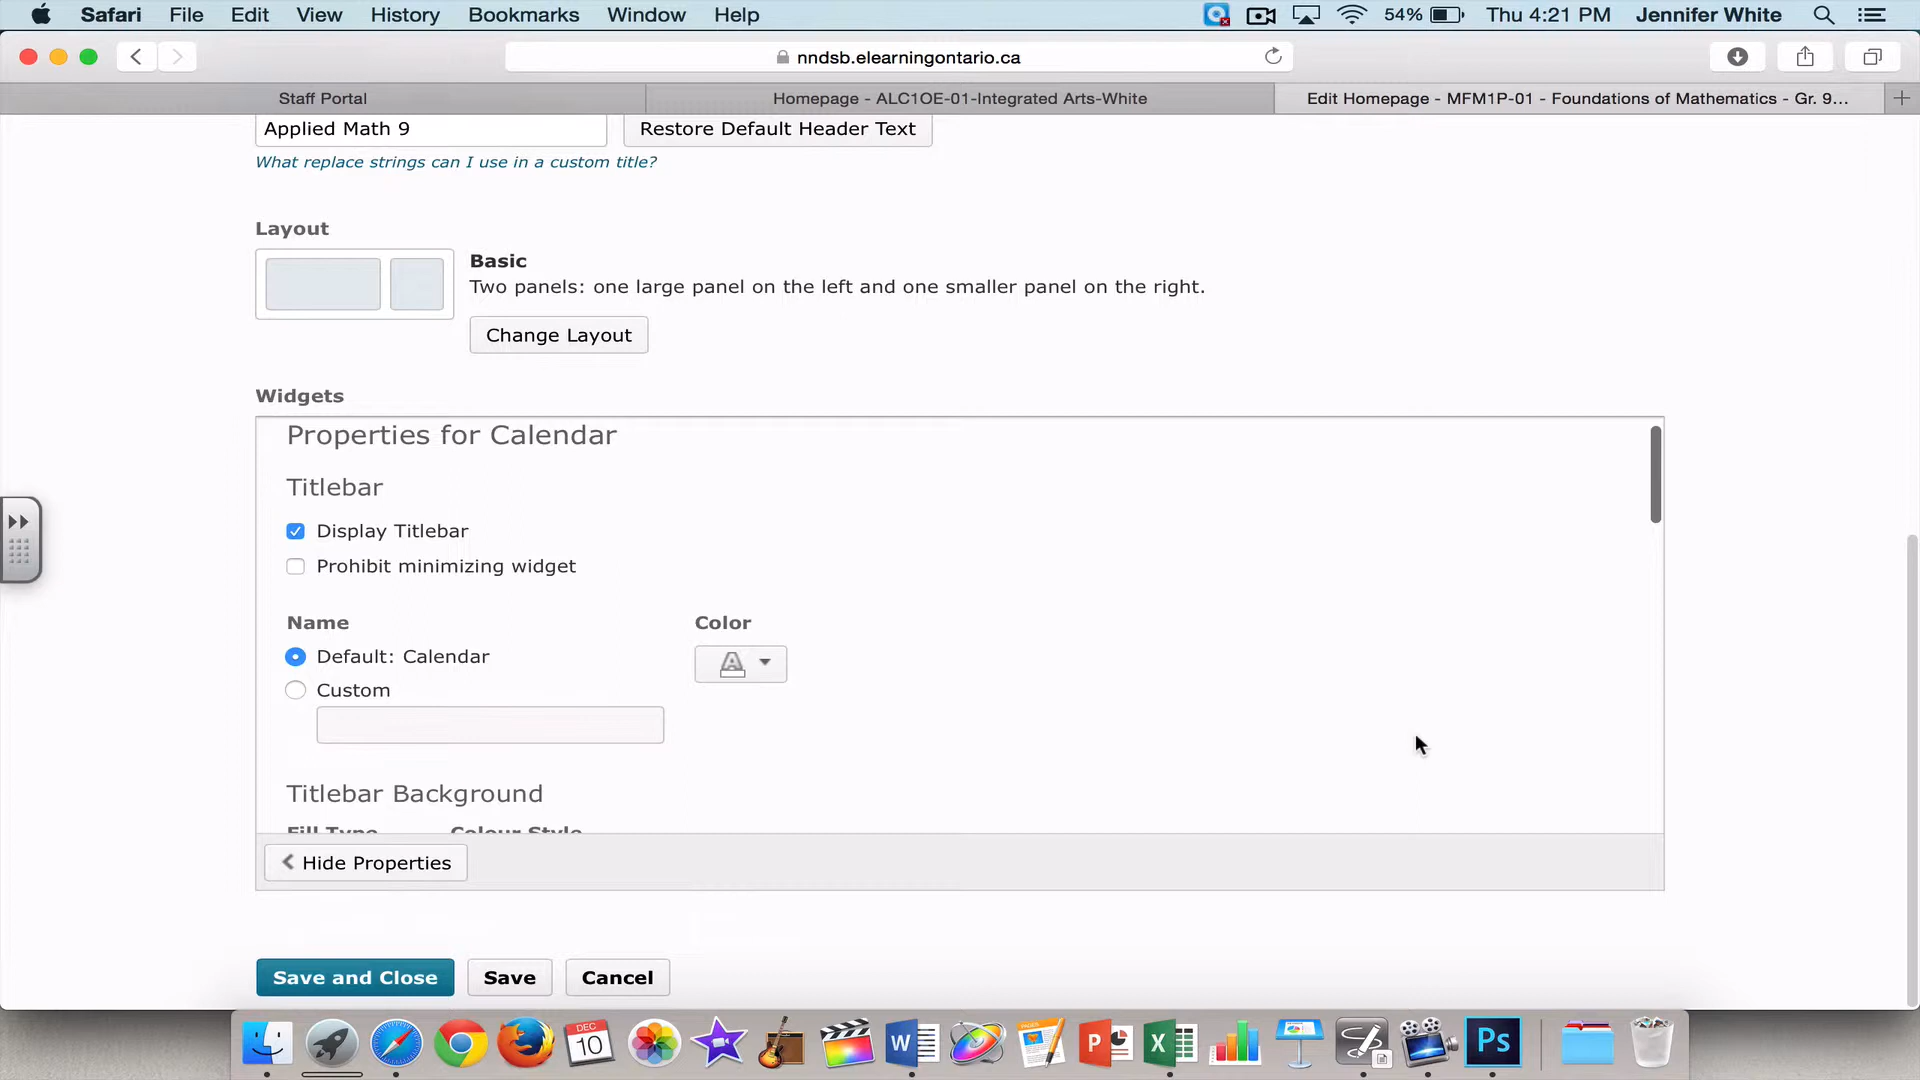 Safari File Edit View History Bookmarks Window Help 54% Thu 4:21 PM Jennifer White
nndsb.elearningontario.ca
Staff Portal Homepage - ALC1OE-01-Integrated Arts-White Edit Homepage - MFM1P-01 - Foundations of Mathematics - Gr. 9...
Applied Math 9 Restore Default Header Text
What replace strings can I use in a custom title?
Layout
Basic
Two panels: one large panel on the left and one smaller panel on the right.
Change Layout
Widgets
Properties for Calendar
Titlebar
Display Titlebar
Prohibit minimizing widget
Name Color
Default: Calendar
A
Custom
Titlebar Background
Fill Type Colour Style
Hide Properties
Save and Close Save Cancel
DEC
10
W
P
X
Ps